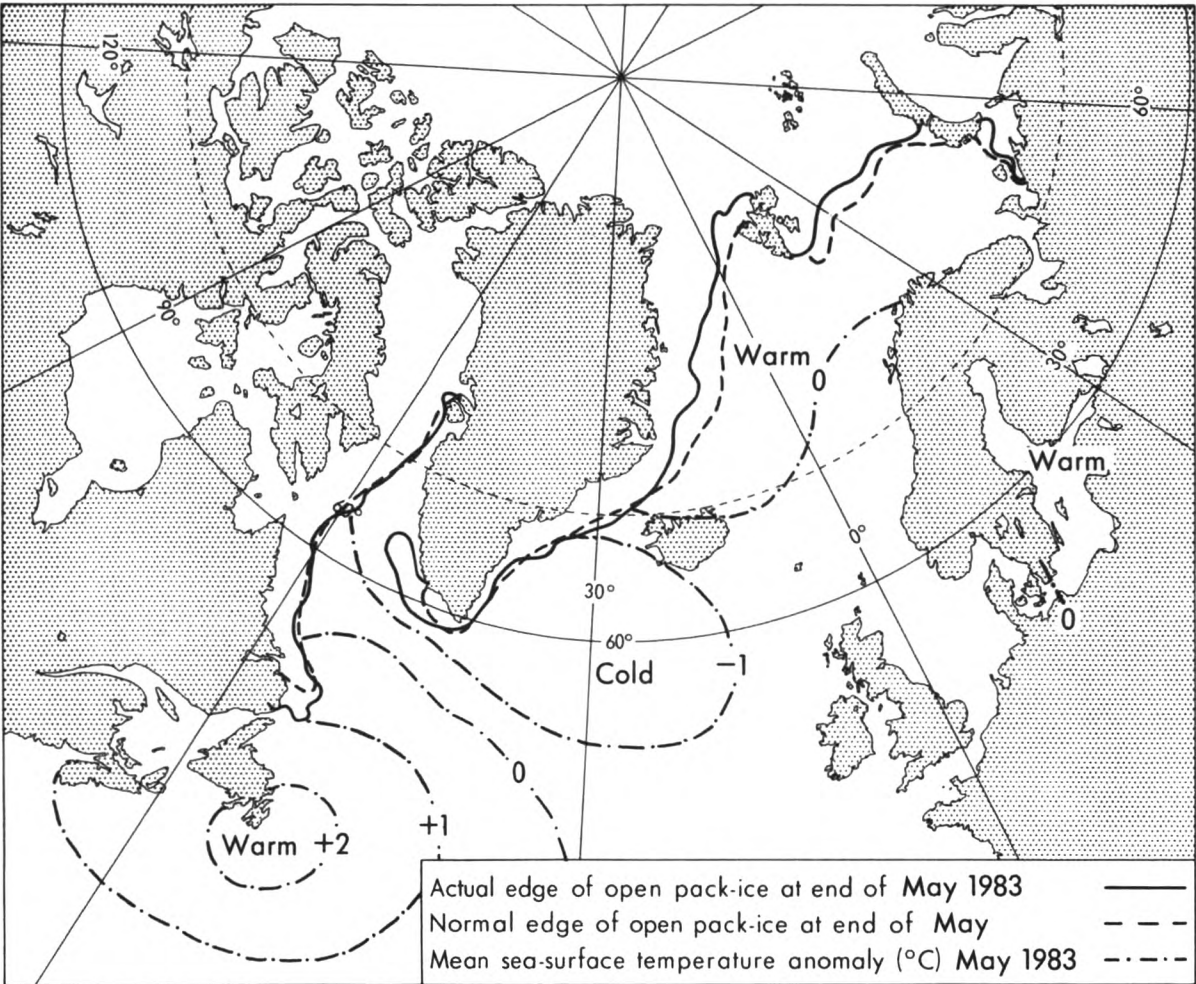 120°
60°
90°
Warm
30°
0
Warm
0°
30°
0
60°
Cold
−1
0
+1
Warm +2
Actual edge of open pack-ice at end of May 1983
Normal edge of open pack-ice at end of May
Mean sea-surface temperature anomaly (°C) May 1983